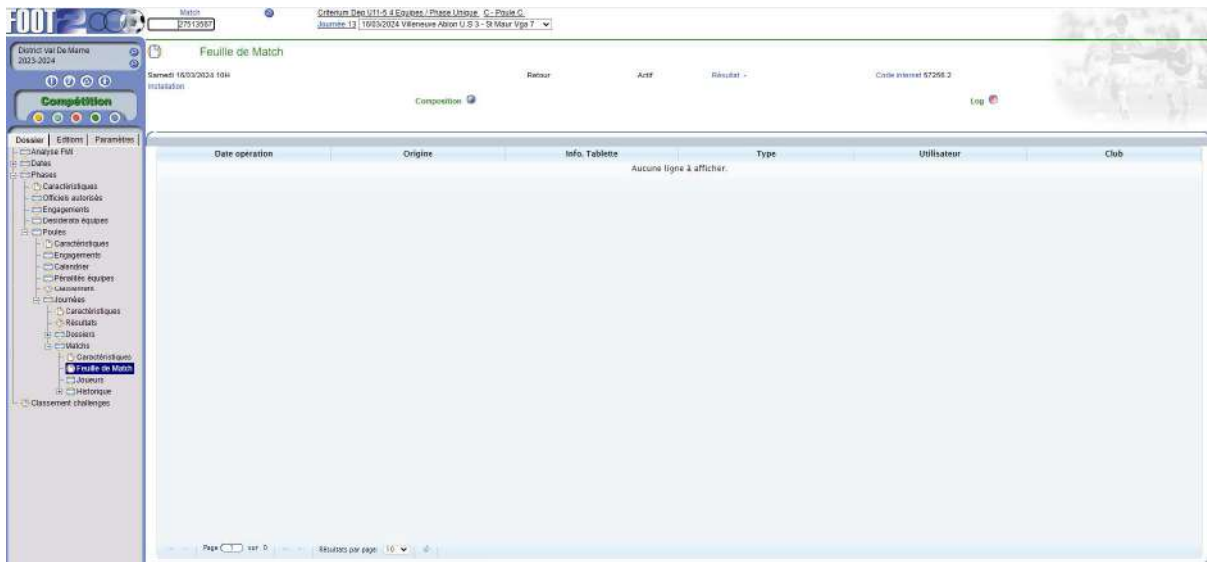 FOOT 2000
Match
27513587
Criterium Dep U11-5 4 Equipes / Phase Unique C - Poule C
Journée 13 16/03/2024 Villeneuve Ablon U.S 3 - St Maur Vga 7
District Val De Marne
2023-2024
Compétition
Feuille de Match
Samedi 16/03/2024 10H
Retour
Actif
Résultat -
Code internet 67256.2
Installation
Composition
Log
Dossier Editions Paramètres
Analyse FMI
Dates
Phases
Caractéristiques
Officiels autorisés
Engagements
Desiderata équipes
Poules
Caractéristiques
Engagements
Calendrier
Pénalités équipes
Classement
Journées
Caractéristiques
Résultats
Dossiers
Matchs
Caractéristiques
Feuille de Match
Joueurs
Historique
Classement challenges
Date opération Origine Info. Tablette Type Utilisateur Club
Aucune ligne à afficher.
Page 1 sur 0 Résultats par page: 10